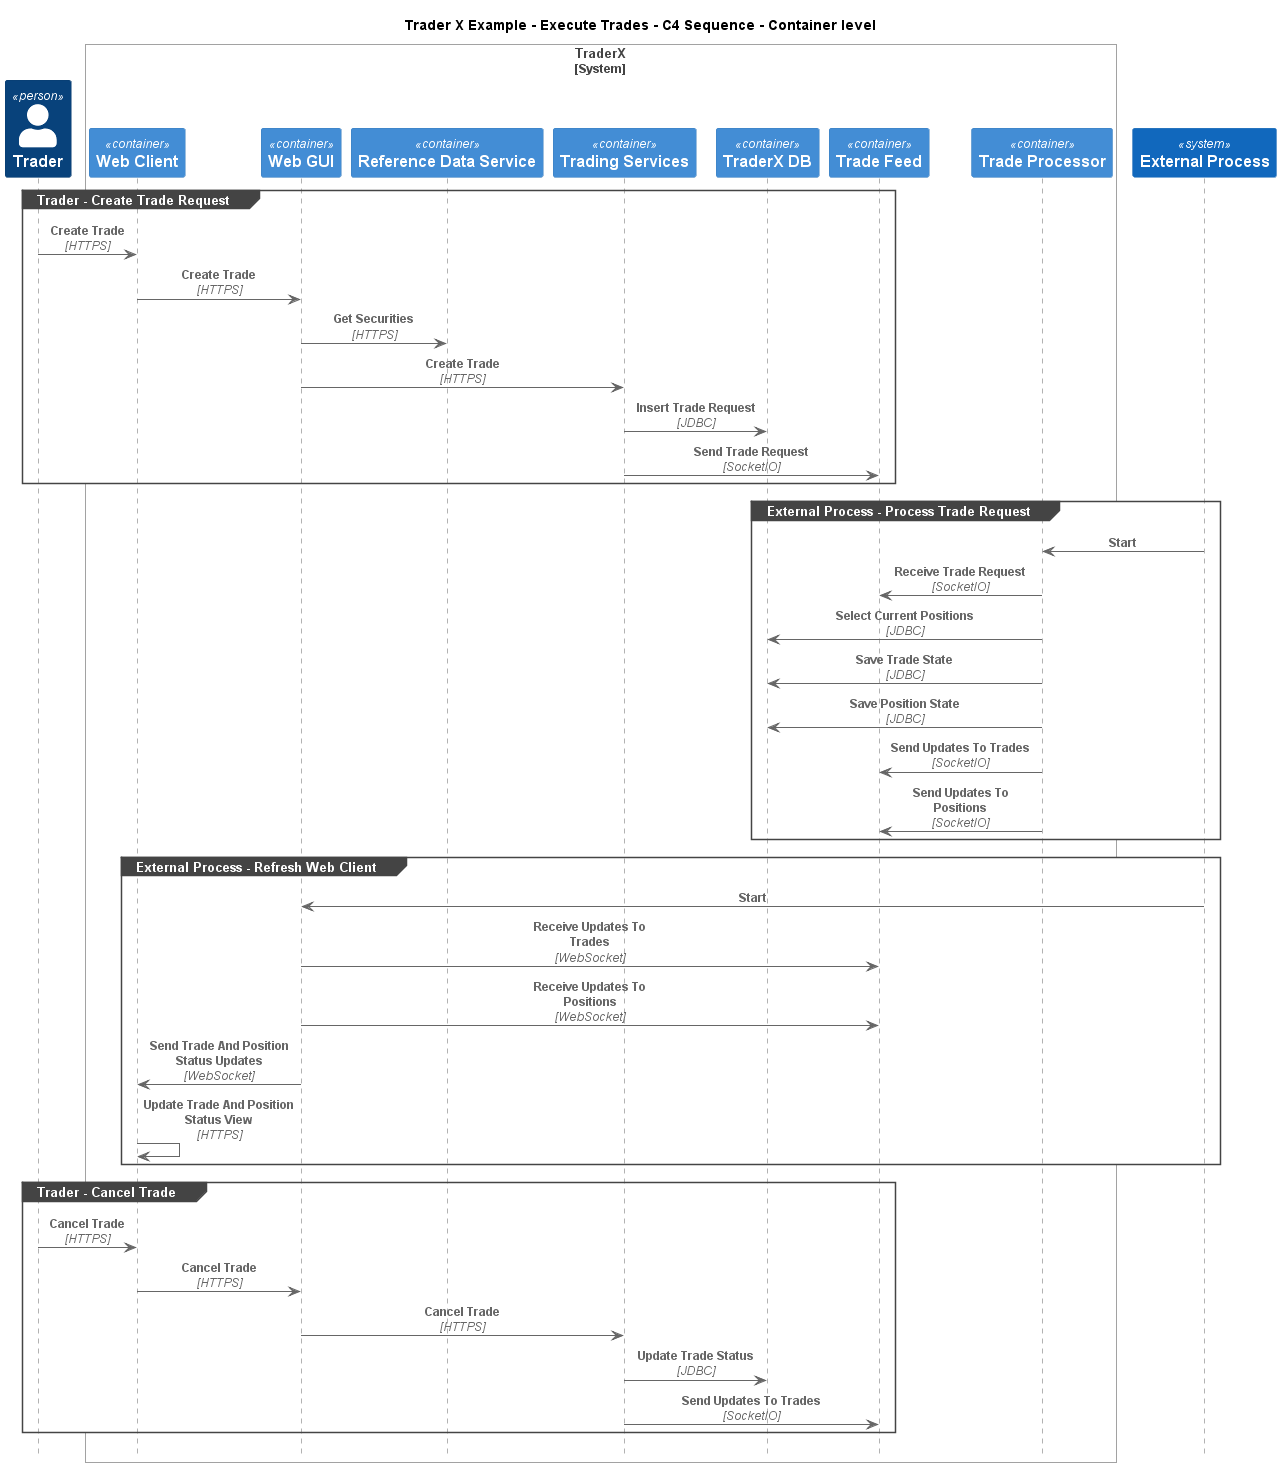 Trader X Example - Execute Trades - C4 Sequence - Container level
TraderX
[System]
«person»
Trader
«container»
Web Client
«container»
Web GUI
«container»
Reference Data Service
«container»
Trading Services
«container»
TraderX DB
«container»
Trade Feed
«container»
Trade Processor
«system»
External Process
Trader - Create Trade Request
Create Trade
[HTTPS]
Create Trade
[HTTPS]
Get Securities
[HTTPS]
Create Trade
[HTTPS]
Insert Trade Request
[JDBC]
Send Trade Request
[SocketIO]
External Process - Process Trade Request
Start
Receive Trade Request
[SocketIO]
Select Current Positions
[JDBC]
Save Trade State
[JDBC]
Save Position State
[JDBC]
Send Updates To Trades
[SocketIO]
Send Updates To
Positions
[SocketIO]
External Process - Refresh Web Client
Start
Receive Updates To
Trades
[WebSocket]
Receive Updates To
Positions
[WebSocket]
Send Trade And Position
Status Updates
[WebSocket]
Update Trade And Position
Status View
[HTTPS]
Trader - Cancel Trade
Cancel Trade
[HTTPS]
Cancel Trade
[HTTPS]
Cancel Trade
[HTTPS]
Update Trade Status
[JDBC]
Send Updates To Trades
[SocketIO]